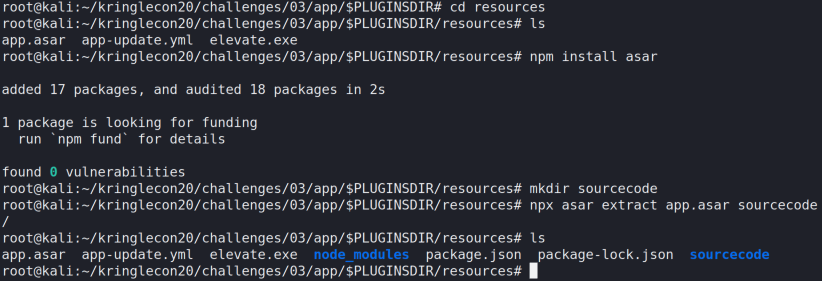 root@kali:~/kringlecon20/challenges/03/app/$PLUGINSDIR# cd resources
root@kali:~/kringlecon20/challenges/03/app/$PLUGINSDIR/resources# ls
app.asar  app-update.yml  elevate.exe
root@kali:~/kringlecon20/challenges/03/app/$PLUGINSDIR/resources# npm install asar
added 17 packages, and audited 18 packages in 2s
1 package is looking for funding
  run `npm fund` for details
found 0 vulnerabilities
root@kali:~/kringlecon20/challenges/03/app/$PLUGINSDIR/resources# mkdir sourcecode
root@kali:~/kringlecon20/challenges/03/app/$PLUGINSDIR/resources# npx asar extract app.asar sourcecode
/
root@kali:~/kringlecon20/challenges/03/app/$PLUGINSDIR/resources# ls
app.asar  app-update.yml  elevate.exe  node_modules  package.json  package-lock.json  sourcecode
root@kali:~/kringlecon20/challenges/03/app/$PLUGINSDIR/resources#